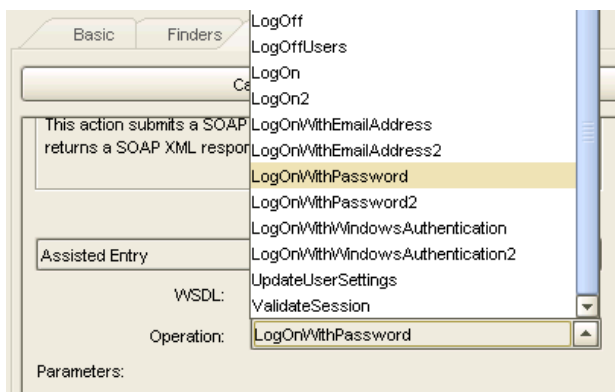 Basic
Finders
LogOff
LogOffUsers
LogOn
LogOn2
LogOnWithEmailAddress
LogOnWithEmailAddress2
LogOnWithPassword
LogOnWithPassword2
LogOnWithWindowsAuthentication
LogOnWithWindowsAuthentication2
UpdateUserSettings
ValidateSession
Ca
This action submits a SOAP
returns a SOAP XML respon
Assisted Entry
WSDL:
Operation:
LogOnWithPassword
Parameters: